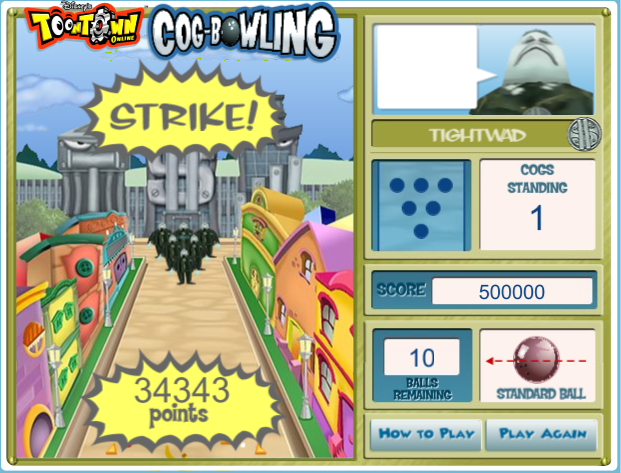 Disney's
TOONTOWN
ONLINE
COG-BOWLING
STRIKE!
34343
points
TIGHTWAD
COGS
STANDING
1
SCORE 500000
10
BALLS
REMAINING
STANDARD BALL
HOW TO PLAY
PLAY AGAIN